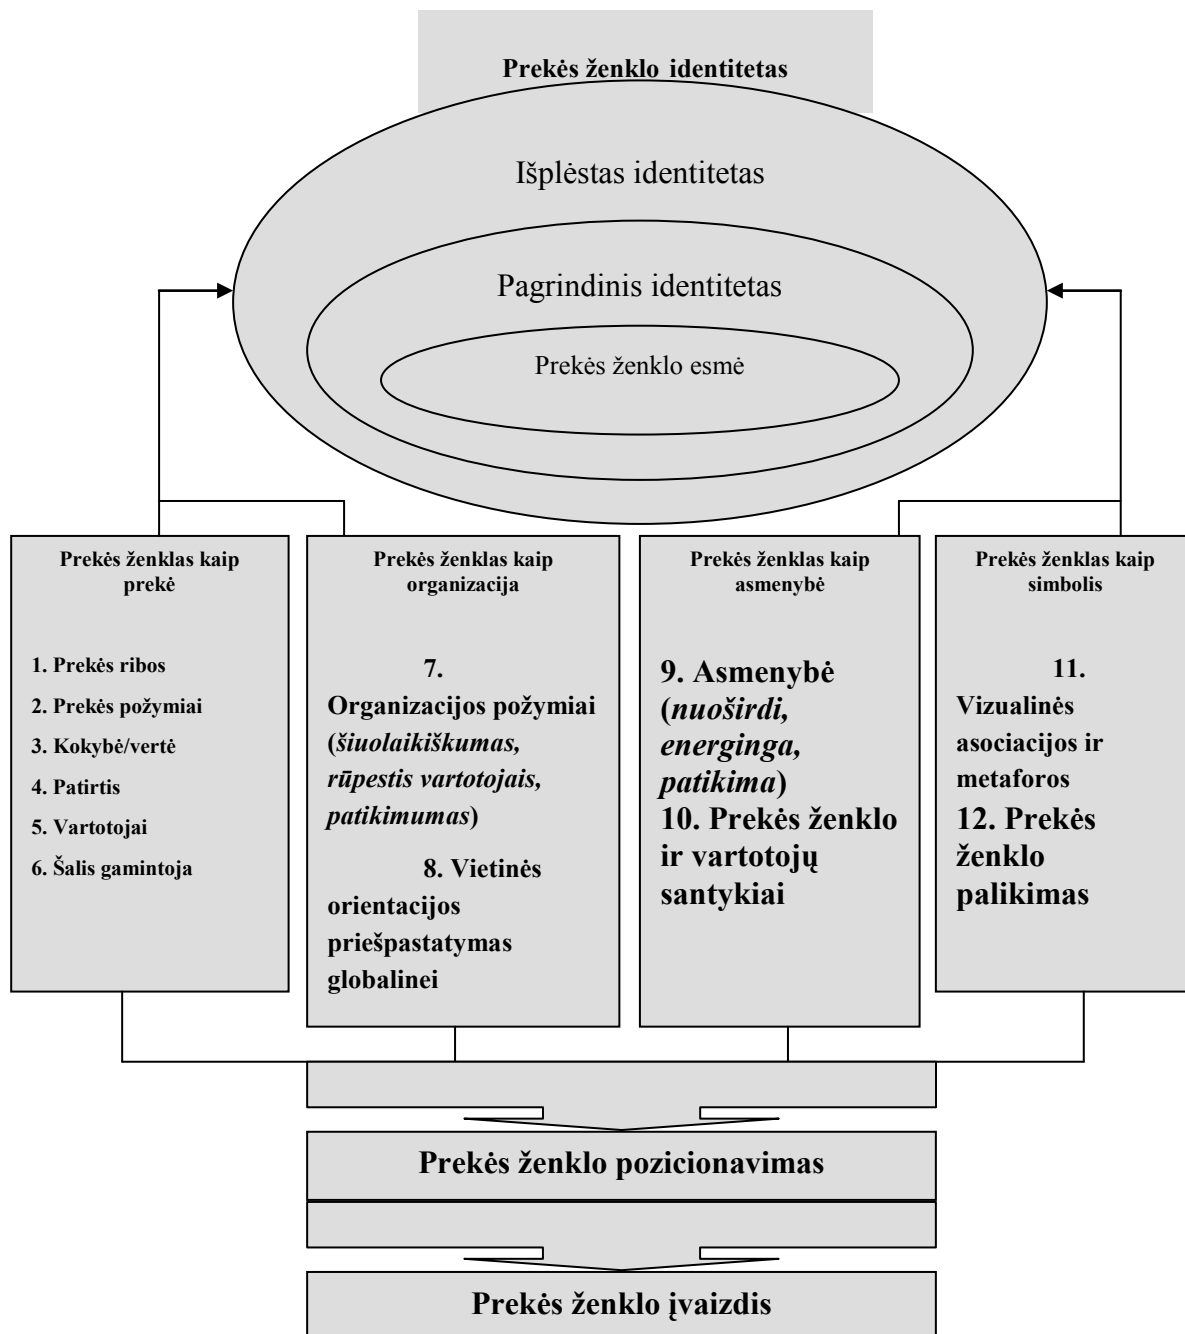 Prekės ženklo identitetas
Išplėstas identitetas
Pagrindinis identitetas
Prekės ženklo esmė
Prekės ženklas kaip
prekė
1. Prekės ribos
2. Prekės požymiai
3. Kokybė/vertė
4. Patirtis
5. Vartotojai
6. Šalis gamintoja
Prekės ženklas kaip
organizacija
7.
Organizacijos požymiai
(šiuolaikiškumas,
rūpestis vartotojais,
patikimumas)
8. Vietinės
orientacijos
priešpastatymas
globalinei
Prekės ženklas kaip
asmenybė
9. Asmenybė
(nuoširdi,
energinga,
patikima)
10. Prekės ženklo
ir vartotojų
santykiai
Prekės ženklas kaip
simbolis
11.
Vizualinės
asociacijos ir
metaforos
12. Prekės
ženklo
palikimas
Prekės ženklo pozicionavimas
Prekės ženklo įvaizdis